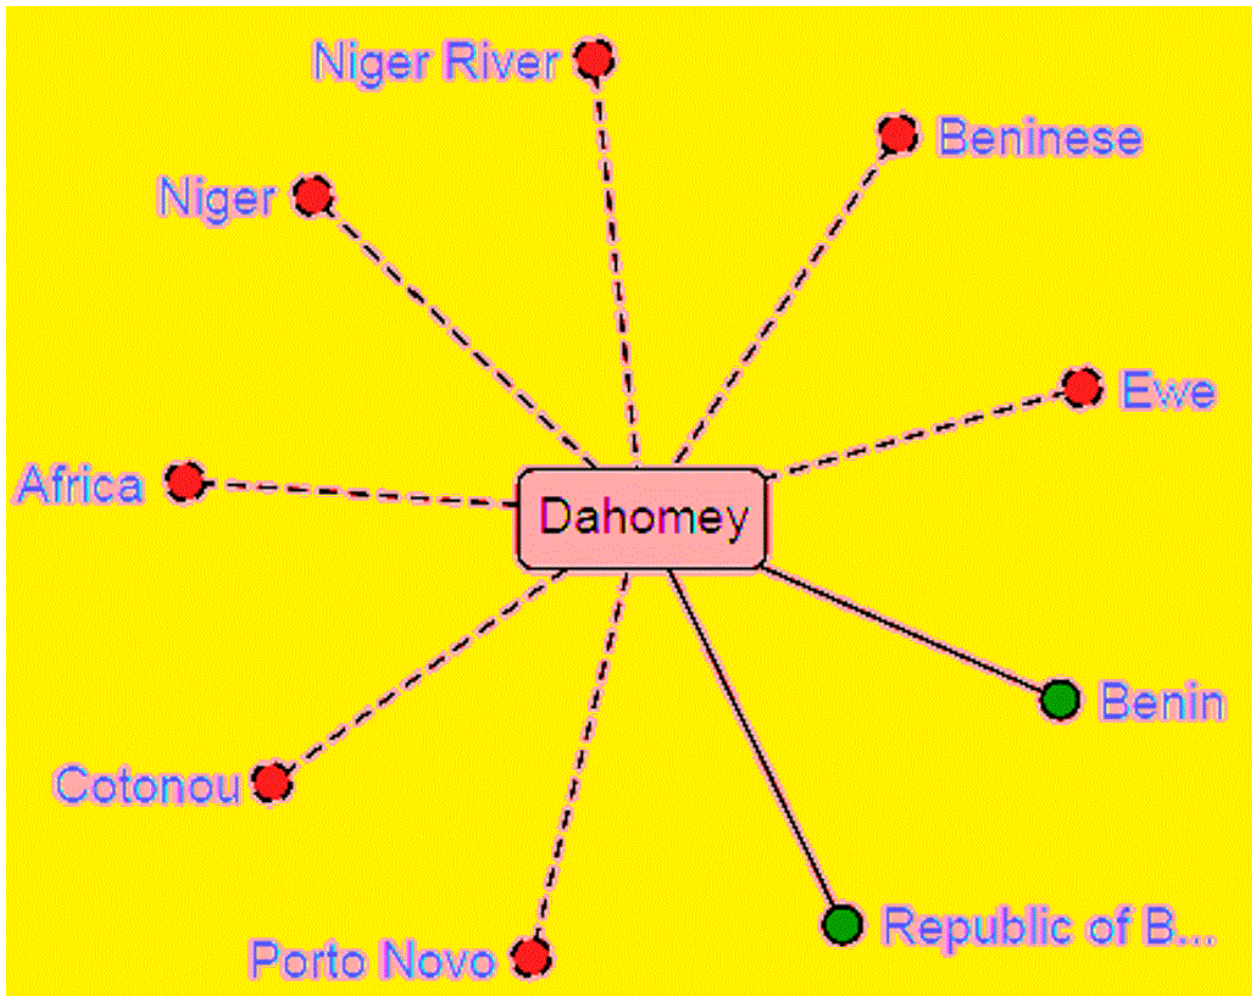 Niger River
Beninese
Niger
Ewe
Africa
Dahomey
Benin
Cotonou
Republic of B...
Porto Novo